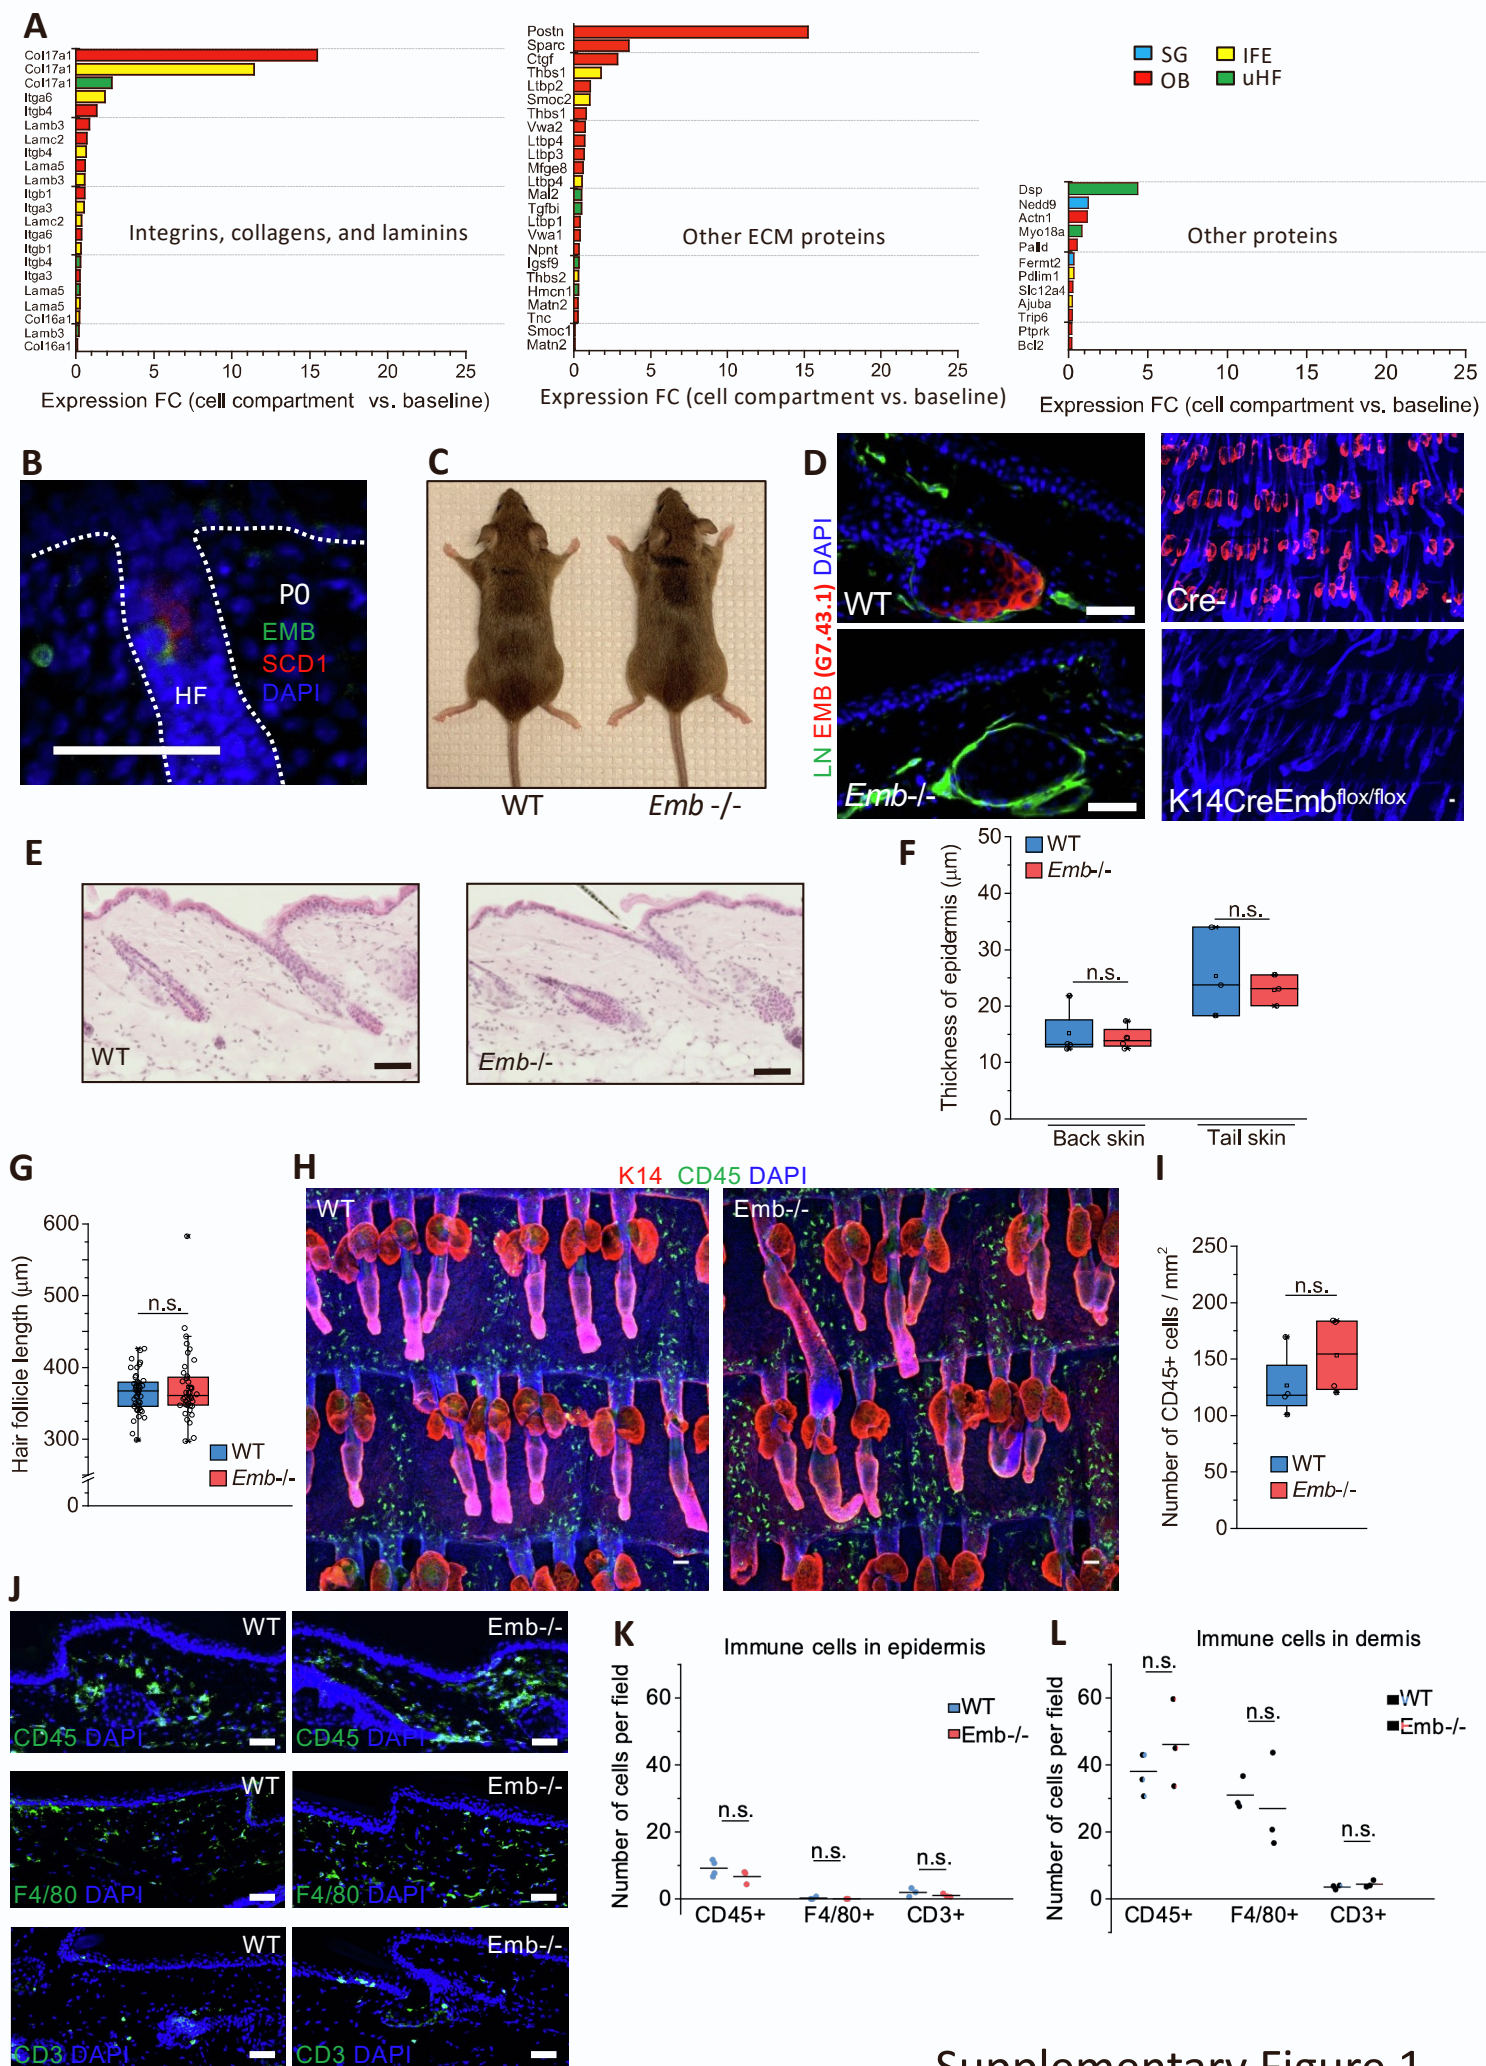 A
Col17a1
Col17a1
Col17a1
Itga6
Itgb4
Lamb3
Lamc2
Itgb4
Lama5
Lamb3
Itgb1
Itga3
Lamc2
Itga6
Itgb1
Itgb4
Itga3
Lama5
Lama5
Col16a1
Lamb3
Col16a1
Integrins, collagens, and laminins
0 5 10 15 20 25
Expression FC (cell compartment vs. baseline)
Postn
Sparc
Ctgf
Thbs1
Ltbp2
Smoc2
Thbs1
Vwa2
Ltbp4
Ltbp3
Mfge8
Ltbp4
Mal2
Tgfbi
Ltbp1
Vwa1
Npnt
Igsf9
Thbs2
Hmcn1
Matn2
Tnc
Smoc1
Matn2
Other ECM proteins
0 5 10 15 20 25
Expression FC (cell compartment vs. baseline)
SG IFE
OB uHF
Dsp
Nedd9
Actn1
Myo18a
Palld
Fermt2
Pdlim1
Slc12a4
Ajuba
Trip6
Ptprk
Bcl2
Other proteins
0 5 10 15 20 25
Expression FC (cell compartment vs. baseline)
B
P0
EMB
SCD1
DAPI
HF
C
WT Emb -/-
D
LN EMB (G7.43.1) DAPI
WT
Cre-
Emb-/-
K14CreEmbflox/flox
E
WT
Emb-/-
F
Thickness of epidermis (μm)
50
40
30
20
10
0
WT
Emb-/-
n.s.
n.s.
Back skin Tail skin
G
Hair follicle length (μm)
600
500
400
300
0
n.s.
WT
Emb-/-
H
K14 CD45 DAPI
WT
Emb-/-
I
Number of CD45+ cells / mm2
250
200
150
100
50
0
n.s.
WT
Emb-/-
J
WT
CD45 DAPI
Emb-/-
CD45 DAPI
WT
F4/80 DAPI
Emb-/-
F4/80 DAPI
WT
CD3 DAPI
Emb-/-
CD3 DAPI
K
Immune cells in epidermis
Number of cells per field
60
40
20
0
WT
Emb-/-
n.s.
n.s.
n.s.
CD45+ F4/80+ CD3+
L
Immune cells in dermis
Number of cells per field
60
40
20
0
WT
Emb-/-
n.s.
n.s.
n.s.
CD45+ F4/80+ CD3+
Supplementary Figure 1